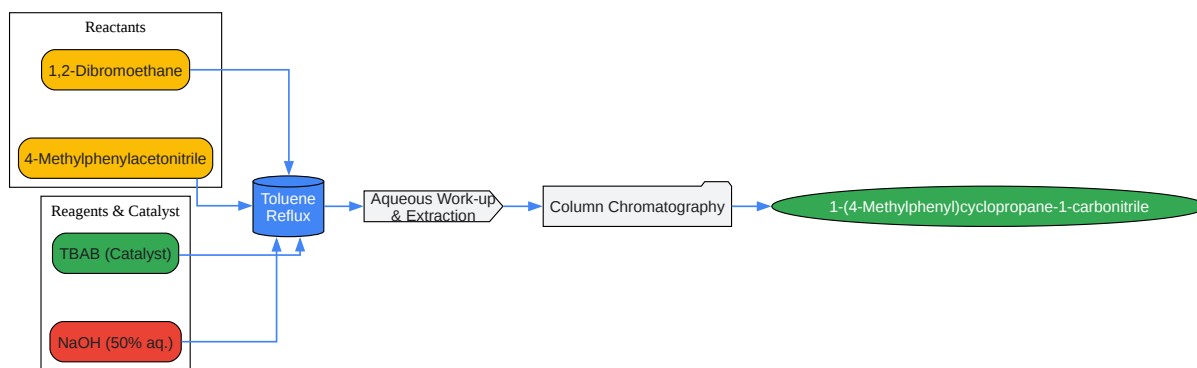 Reactants
1,2-Dibromoethane
4-Methylphenylacetonitrile
Reagents & Catalyst
TBAB (Catalyst)
NaOH (50% aq.)
Toluene
Reflux
Aqueous Work-up
& Extraction
Column Chromatography
1-(4-Methylphenyl)cyclopropane-1-carbonitrile